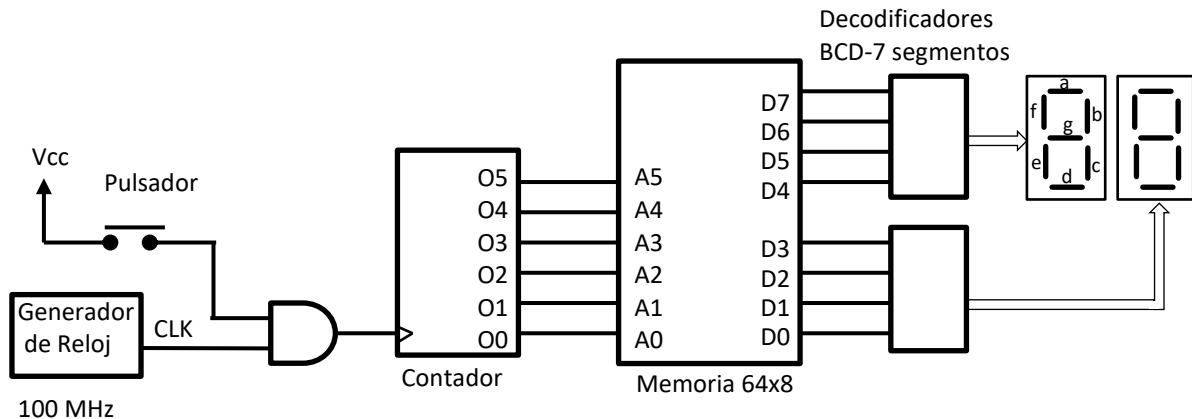 Decodificadores
BCD-7 segmentos
Vcc
Pulsador
Generador
de Reloj
CLK
100 MHz
O5
O4
O3
O2
O1
O0
Contador
A5
A4
A3
A2
A1
A0
D7
D6
D5
D4
D3
D2
D1
D0
Memoria 64x8
a
f
b
g
e
c
d